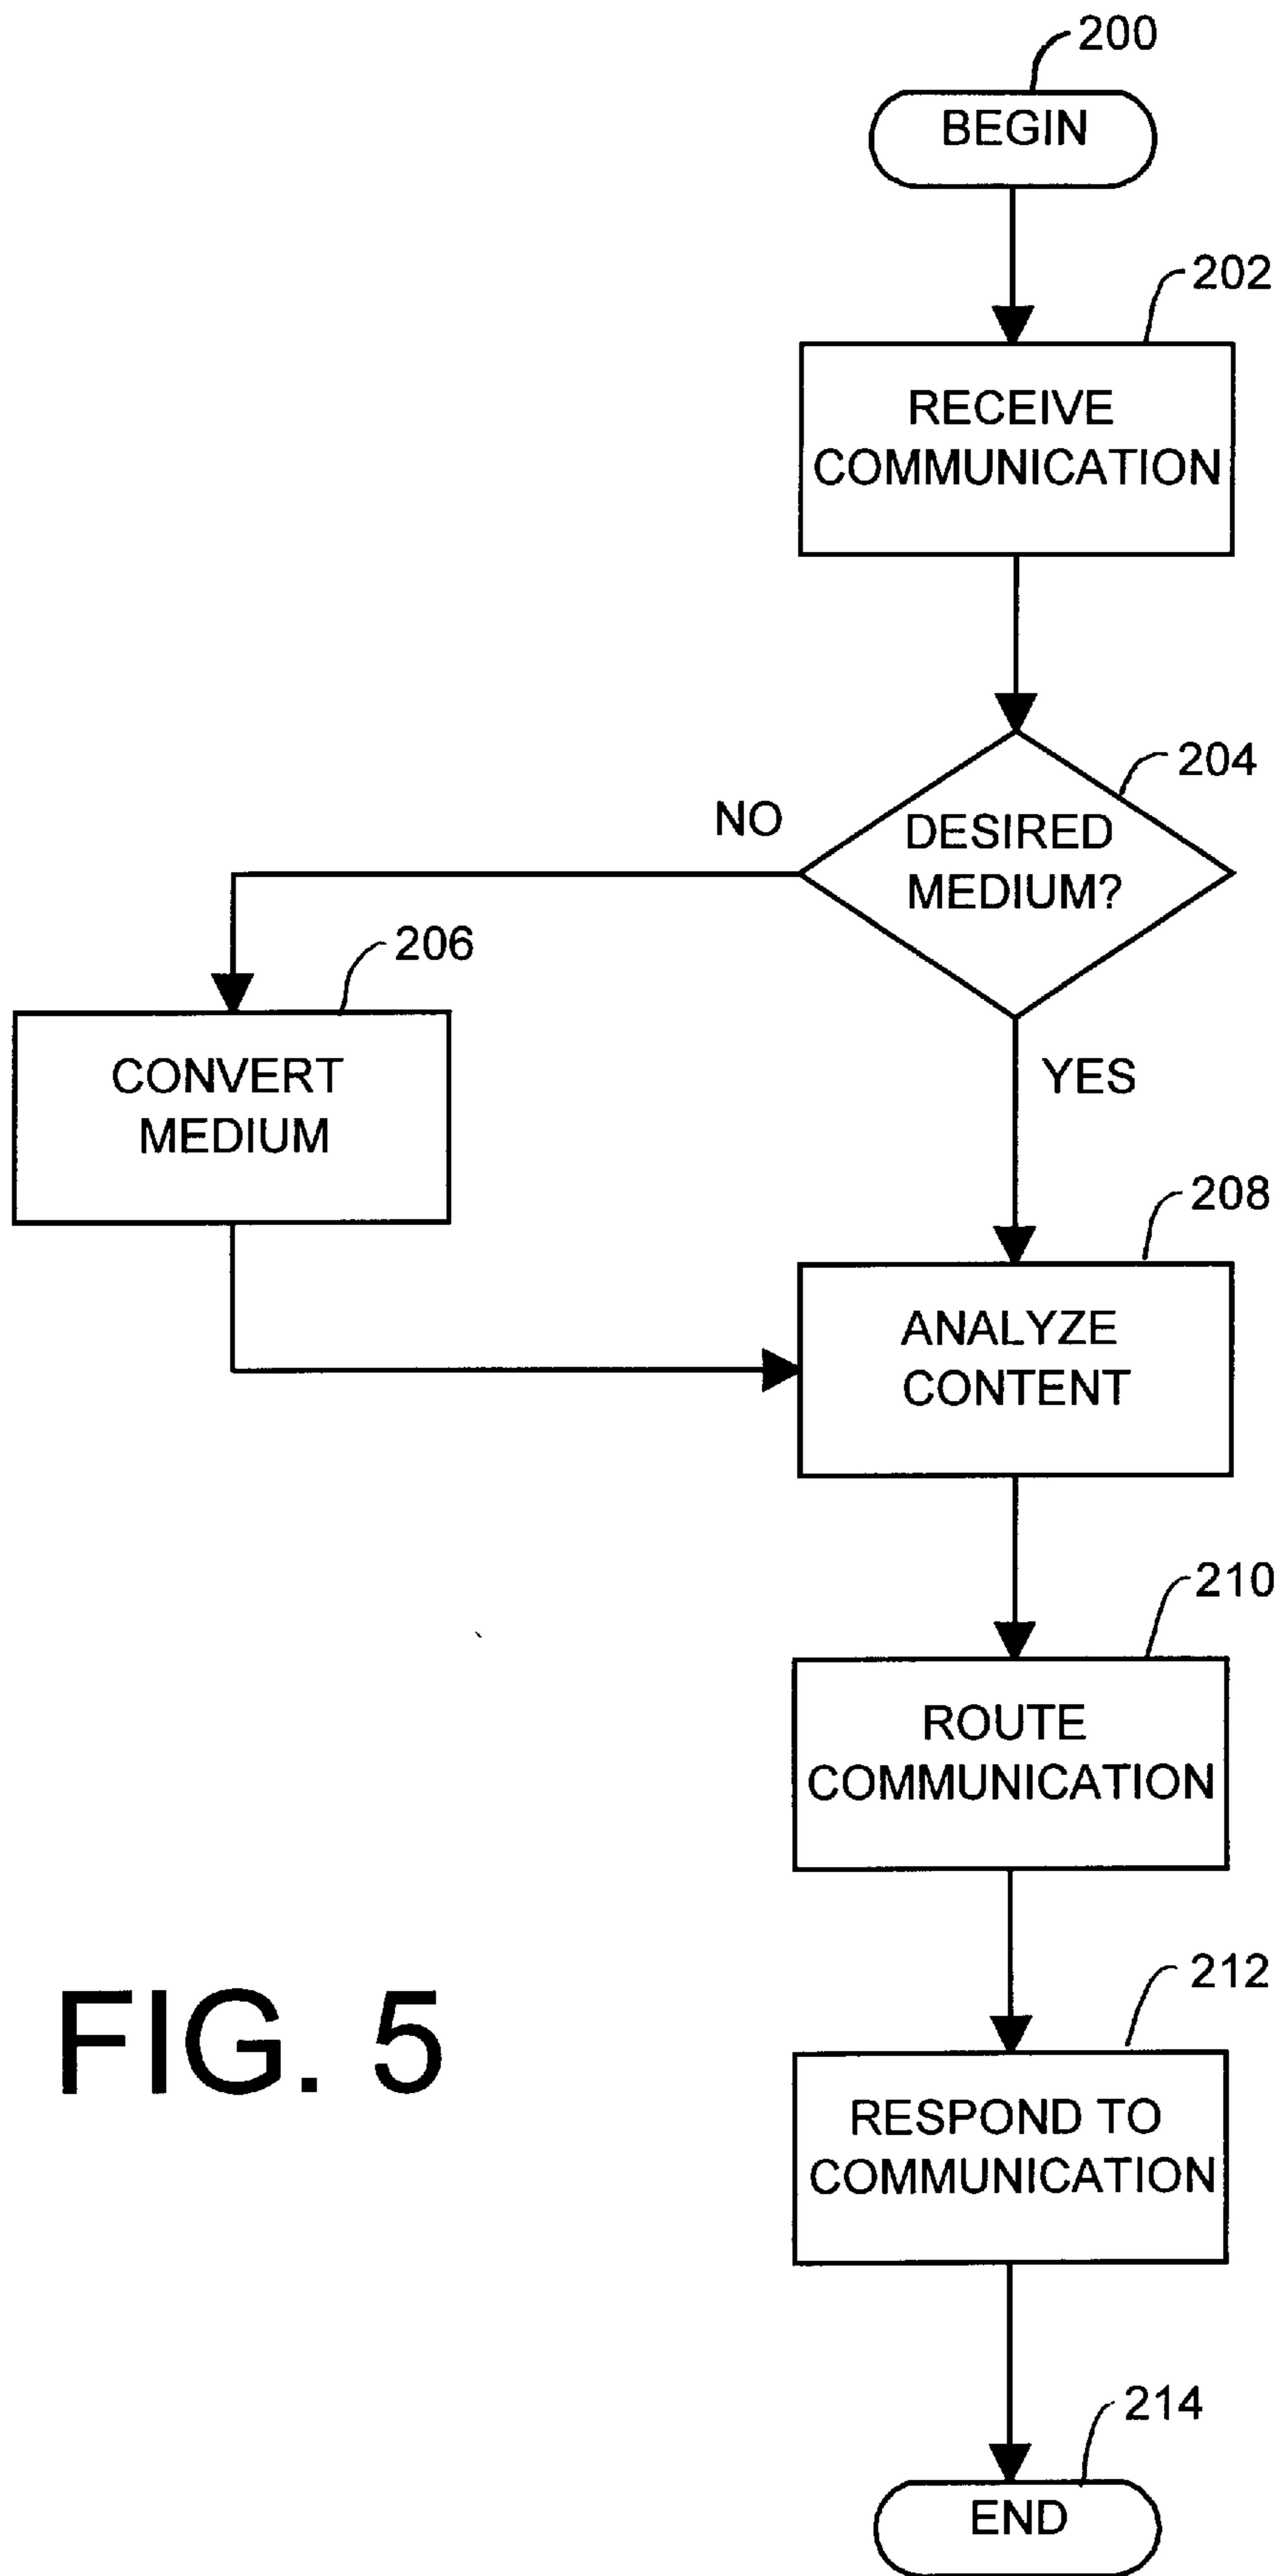 200
BEGIN
202
RECEIVE
COMMUNICATION
204
DESIRED
MEDIUM?
NO
206
CONVERT
MEDIUM
YES
208
ANALYZE
CONTENT
210
ROUTE
COMMUNICATION
212
RESPOND TO
COMMUNICATION
214
END
FIG. 5